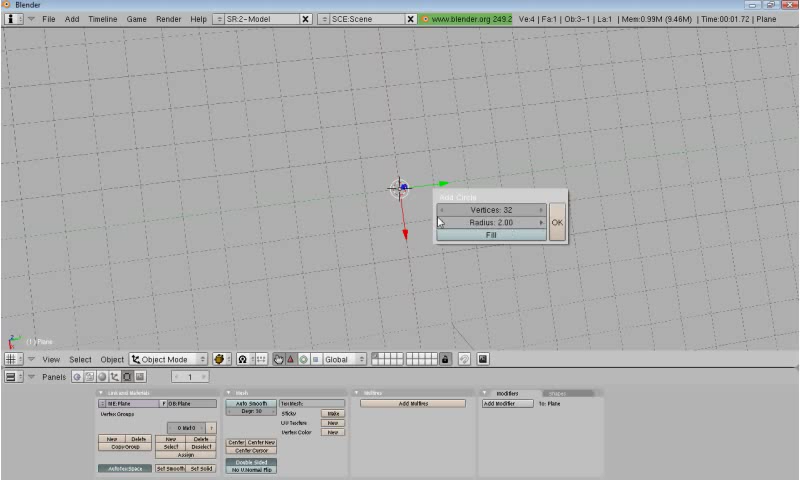 Blender
File Add Timeline Game Render Help SR:2-Model X SCE:Scene X www.blender.org 249.2 Ve:4 | Fa:1 | Ob:3-1 | La:1 | Mem:0.99M (9.46M) | Time:00:01.72 | Plane
Add Circle
Vertices: 32
Radius: 2.00
OK
Fill
(1) Plane
View Select Object Object Mode Global
Panels 1
Link and Materials
ME:Plane F OB:Plane
Vertex Groups
0 Mat 0 ?
New Delete New Delete
Copy Group Select Deselect
Assign
AutoTexSpace Set Smooth Set Solid
Mesh
Auto Smooth
Degr: 30
TexMesh:
Sticky Make
UV Texture New
Vertex Color New
Center Center New
Center Cursor
Double Sided
No V.Normal Flip
Multires
Add Multires
Modifiers Shapes
Add Modifier To: Plane